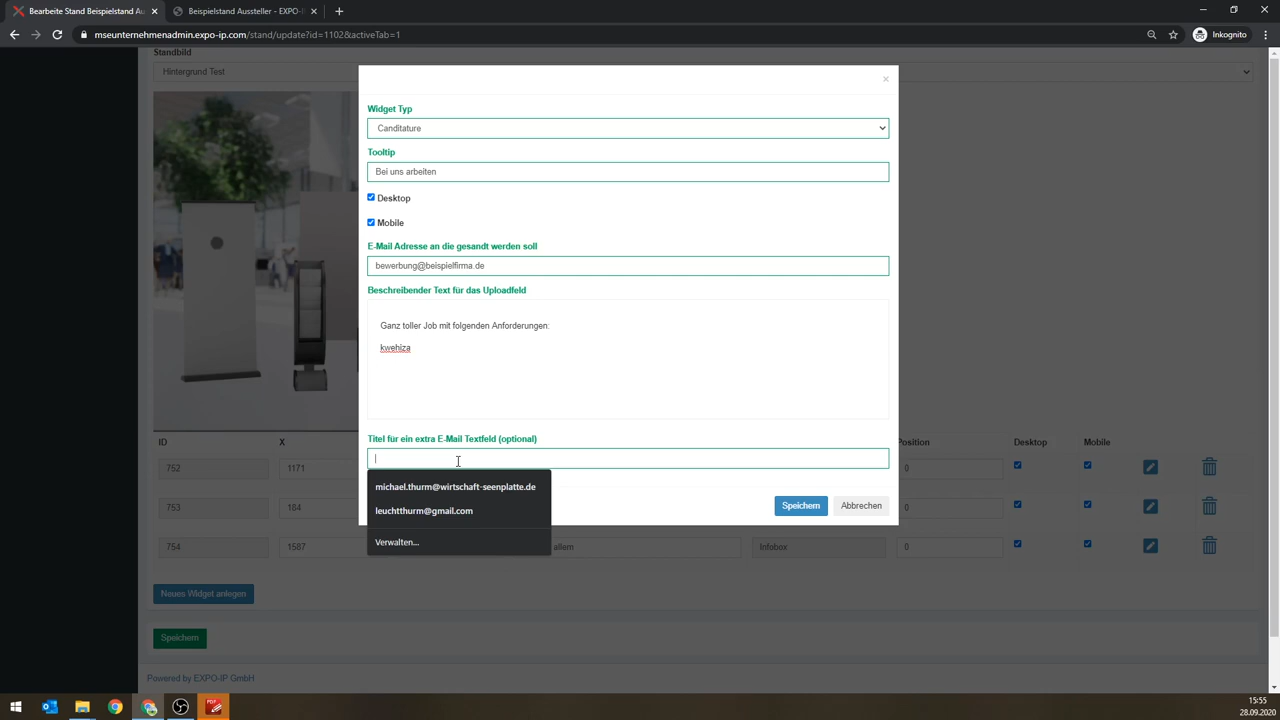 Bearbeite Stand Beispielstand Au
Beispielstand Aussteller - EXPO-I
mseunternehmenadmin.expo-ip.com/stand/update?id=1102&activeTab=1
Inkognito
Standbild
Hintergrund Test
×
Widget Typ
Canditature
Tooltip
Bei uns arbeiten
Desktop
Mobile
E-Mail Adresse an die gesandt werden soll
bewerbung@beispielfirma.de
Beschreibender Text für das Uploadfeld
Ganz toller Job mit folgenden Anforderungen:
kwehiza
Titel für ein extra E-Mail Textfeld (optional)
michael.thurm@wirtschaft-seenplatte.de
leuchtthurm@gmail.com
Verwalten...
Speichern Abbrechen
ID X Position Desktop Mobile
752 1171 0
753 184 0
754 1587 allem Infobox 0
Neues Widget anlegen
Speichern
Powered by EXPO-IP GmbH
PDF
15:55
28.09.2020